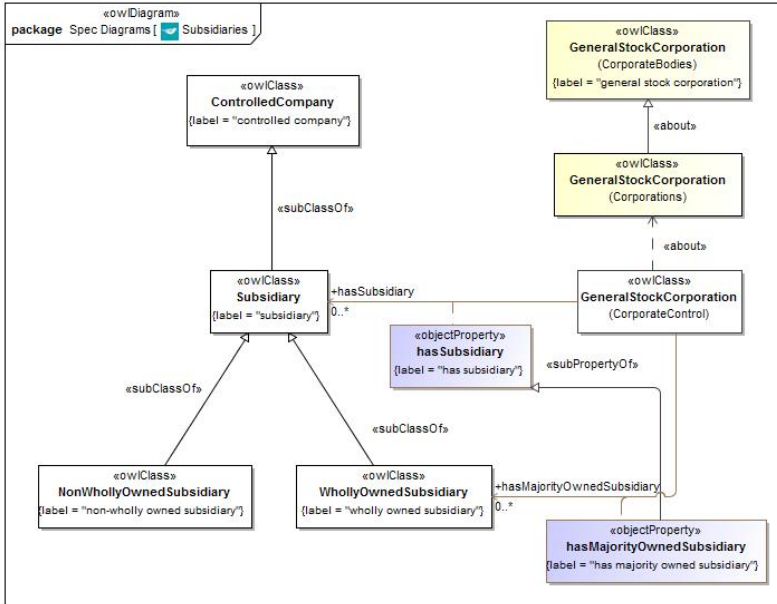 «owlDiagram»
package Spec Diagrams [ Subsidiaries ]
«owlClass»
GeneralStockCorporation
(CorporateBodies)
{label = "general stock corporation"}
«owlClass»
ControlledCompany
{label = "controlled company"}
«about»
«owlClass»
GeneralStockCorporation
(Corporations)
«subClassOf»
«about»
«owlClass»
Subsidiary
{label = "subsidiary"}
+hasSubsidiary
0..*
«owlClass»
GeneralStockCorporation
(CorporateControl)
«objectProperty»
hasSubsidiary
{label = "has subsidiary"}
«subPropertyOf»
«subClassOf»
«subClassOf»
«owlClass»
NonWhollyOwnedSubsidiary
{label = "non-wholly owned subsidiary"}
«owlClass»
WhollyOwnedSubsidiary
{label = "wholly owned subsidiary"}
+hasMajorityOwnedSubsidiary
0..*
«objectProperty»
hasMajorityOwnedSubsidiary
{label = "has majority owned subsidiary"}